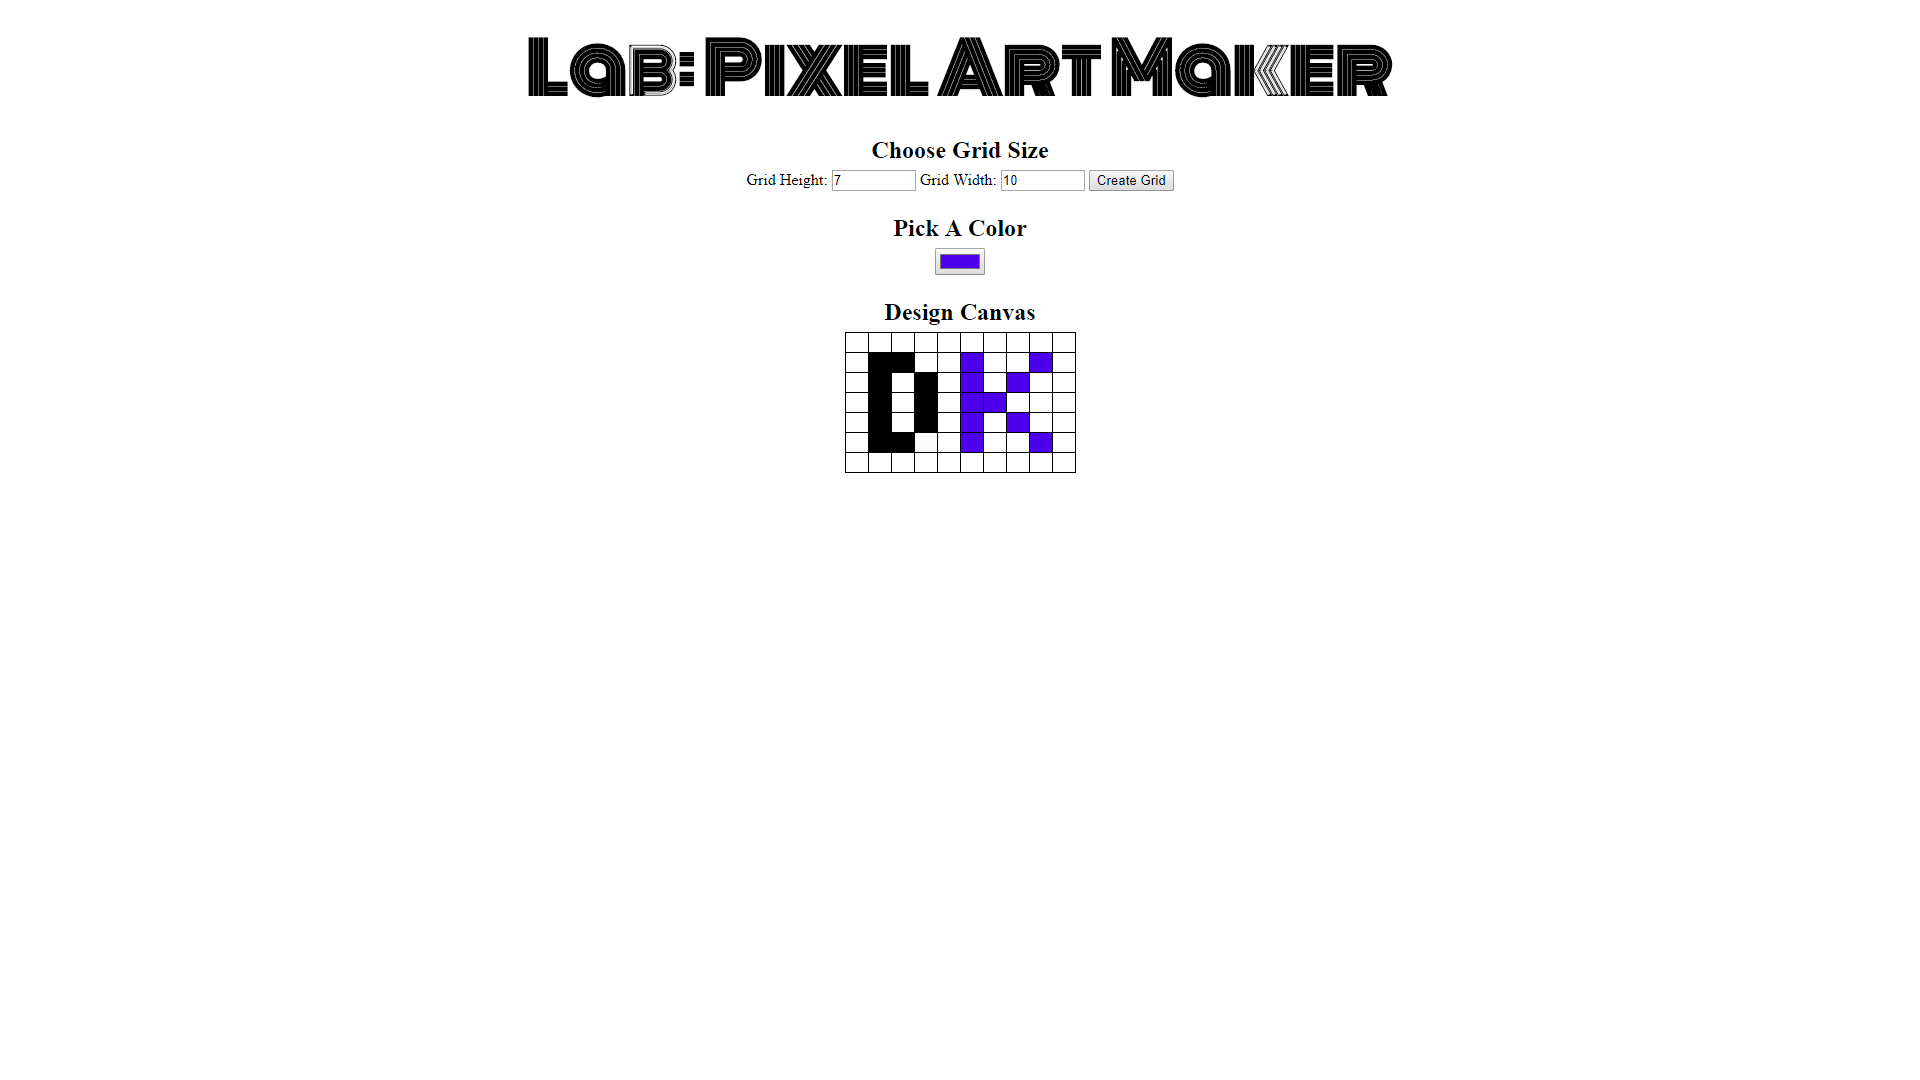 Lab: Pixel Art Maker
Choose Grid Size
Grid Height: 7 Grid Width: 10 Create Grid
Pick A Color
Design Canvas
DK